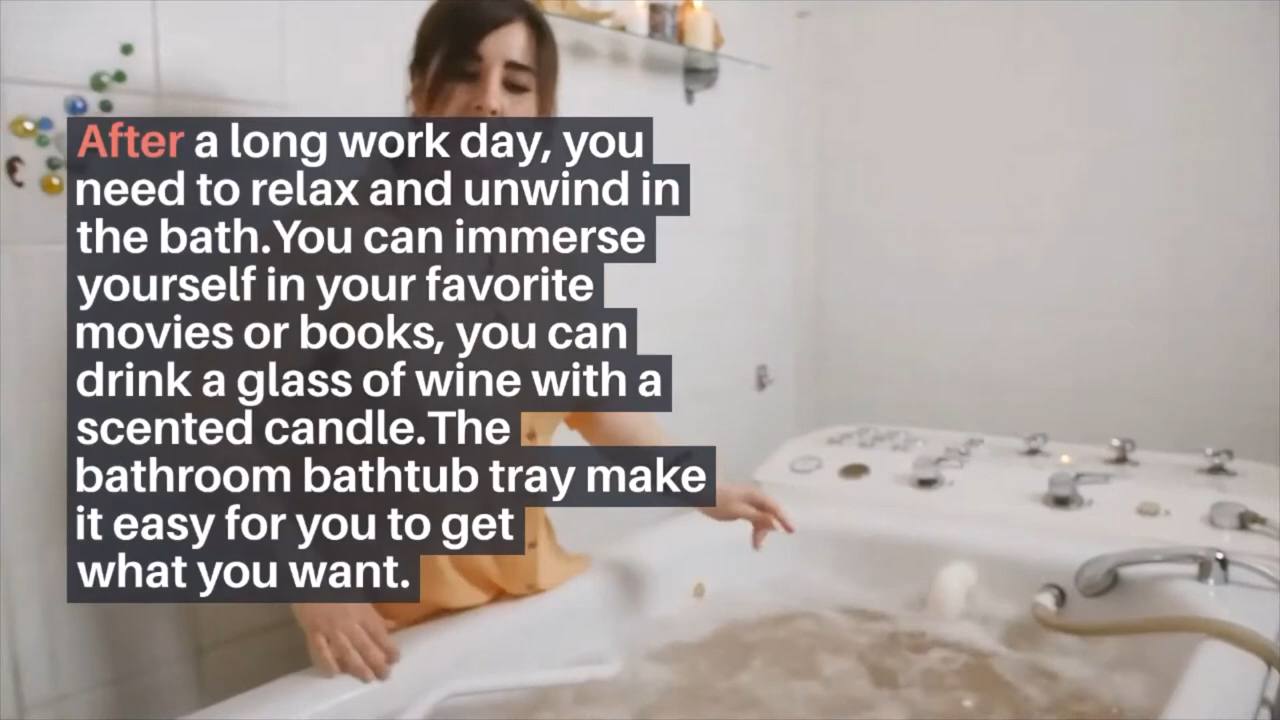 After a long work day, you
need to relax and unwind in
the bath.You can immerse
yourself in your favorite
movies or books, you can
drink a glass of wine with a
scented candle.The
bathroom bathtub tray make
it easy for you to get
what you want.